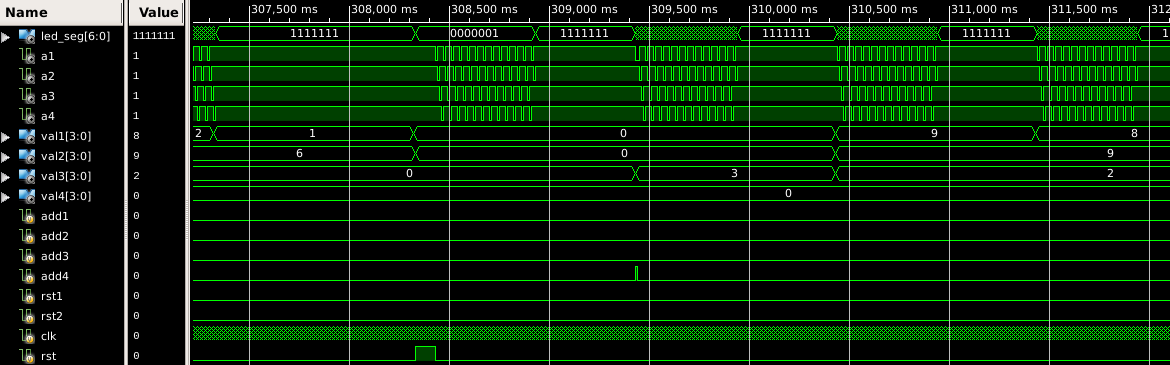 Name Value 307,500 ms 308,000 ms 308,500 ms 309,000 ms 309,500 ms 310,000 ms 310,500 ms 311,000 ms 311,500 ms 312
led_seg[6:0] 1111111 1111111 0000001 1111111 1111111 1111111 1
a1 1
a2 1
a3 1
a4 1
val1[3:0] 8 2 1 0 9 8
val2[3:0] 9 6 0 9
val3[3:0] 2 0 3 2
val4[3:0] 0 0
add1 0
add2 0
add3 0
add4 0
rst1 0
rst2 0
clk 0
rst 0